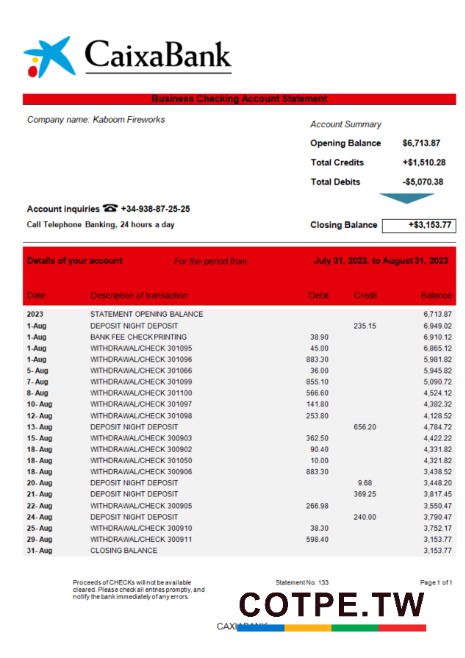 CaixaBank
Business Checking Account Statement
Company name: Kaboom Fireworks
Account Summary
Opening Balance $6,713.87
Total Credits +$1,510.28
Total Debits -$5,070.38
Account inquiries ☎ +34-938-87-25-25
Call Telephone Banking, 24 hours a day
Closing Balance +$3,153.77
Details of your account For the period from July 31, 2023. to August 31, 2023
Date Description of transaction Debit Credit Balance
2023 STATEMENT OPENING BALANCE 6,713.87
1-Aug DEPOSIT NIGHT DEPOSIT 235.15 6,949.02
1-Aug BANK FEE CHECK PRINTING 38.90 6,910.12
1-Aug WITHDRAWAL/CHECK 301095 45.00 6,865.12
1-Aug WITHDRAWAL/CHECK 301096 883.30 5,981.82
5- Aug WITHDRAWAL/CHECK 301066 36.00 5,945.82
7- Aug WITHDRAWAL/CHECK 301099 855.10 5,090.72
8- Aug WITHDRAWAL/CHECK 301100 566.60 4,524.12
10- Aug WITHDRAWAL/CHECK 301097 141.80 4,382.32
12- Aug WITHDRAWAL/CHECK 301098 253.80 4,128.52
13- Aug DEPOSIT NIGHT DEPOSIT 656.20 4,784.72
15- Aug WITHDRAWAL/CHECK 300903 362.50 4,422.22
18- Aug WITHDRAWAL/CHECK 300902 90.40 4,331.82
18- Aug WITHDRAWAL/CHECK 301050 10.00 4,321.82
18- Aug WITHDRAWAL/CHECK 300906 883.30 3,438.52
20- Aug DEPOSIT NIGHT DEPOSIT 9.68 3,448.20
21- Aug DEPOSIT NIGHT DEPOSIT 369.25 3,817.45
22- Aug WITHDRAWAL/CHECK 300905 266.98 3,550.47
24- Aug DEPOSIT NIGHT DEPOSIT 240.00 3,790.47
25- Aug WITHDRAWAL/CHECK 300910 38.30 3,752.17
29- Aug WITHDRAWAL/CHECK 300911 598.40 3,153.77
31- Aug CLOSING BALANCE 3,153.77
Proceeds of CHECKs will not be available
cleared. Please check all entries promptly, and
notify the bank immediately of any errors.
Statement No. 133
Page 1 of 1
COTPE.TW